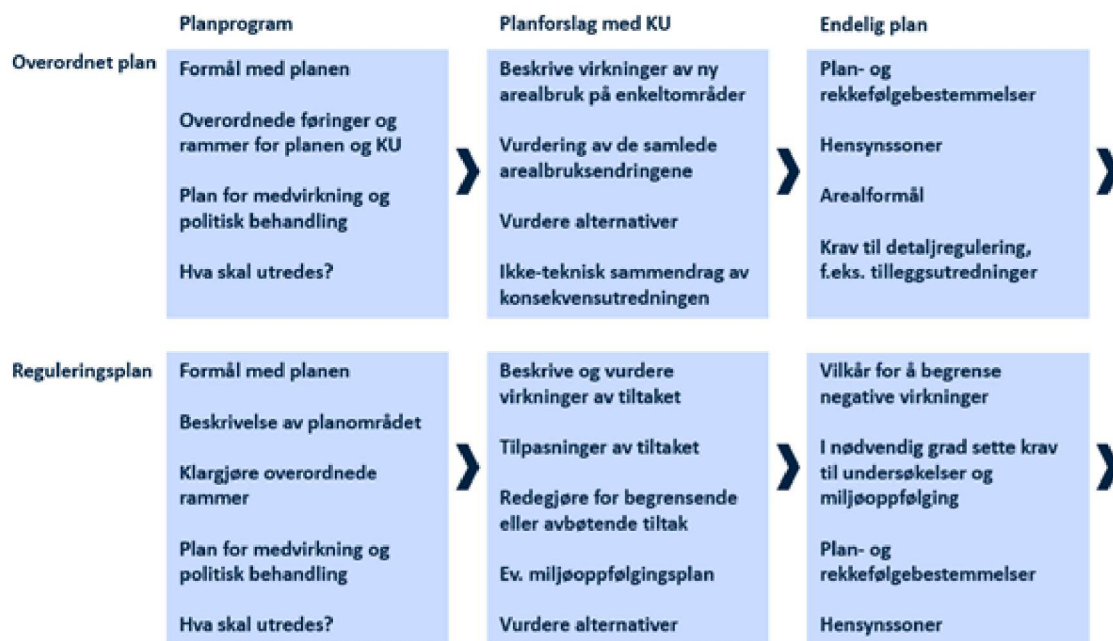 Planprogram
Planforslag med KU
Endelig plan
Overordnet plan
Formål med planen
Overordnede føringer og
rammer for planen og KU
Plan for medvirkning og
politisk behandling
Hva skal utredes?
Beskrive virkninger av ny
arealbruk på enkeltområder
Vurdering av de samlede
arealbruksendringene
Vurdere alternativer
Ikke-teknisk sammendrag av
konsekvensutredningen
Plan- og
rekkefølgebestemmelser
Hensynssoner
Arealformål
Krav til detaljregulering,
f.eks. tilleggsutredninger
Reguleringsplan
Formål med planen
Beskrivelse av planområdet
Klargjøre overordnede
rammer
Plan for medvirkning og
politisk behandling
Hva skal utredes?
Beskrive og vurdere
virkninger av tiltaket
Tilpasninger av tiltaket
Redegjøre for begrensende
eller avbøtende tiltak
Ev. miljøoppfølgingsplan
Vurdere alternativer
Vilkår for å begrense
negative virkninger
I nødvendig grad sette krav
til undersøkelser og
miljøoppfølging
Plan- og
rekkefølgebestemmelser
Hensynssoner